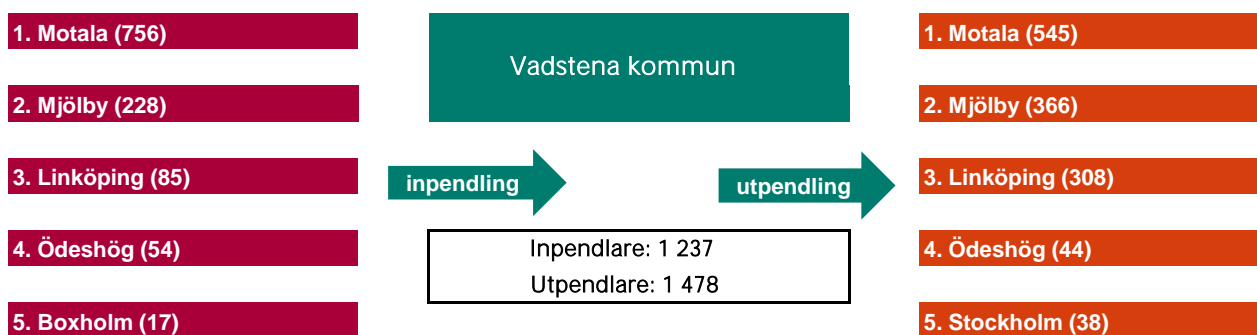 1. Motala (756)
2. Mjölby (228)
3. Linköping (85)
4. Ödeshög (54)
5. Boxholm (17)
Vadstena kommun
inpendling
utpendling
Inpendlare: 1 237
Utpendlare: 1 478
1. Motala (545)
2. Mjölby (366)
3. Linköping (308)
4. Ödeshög (44)
5. Stockholm (38)